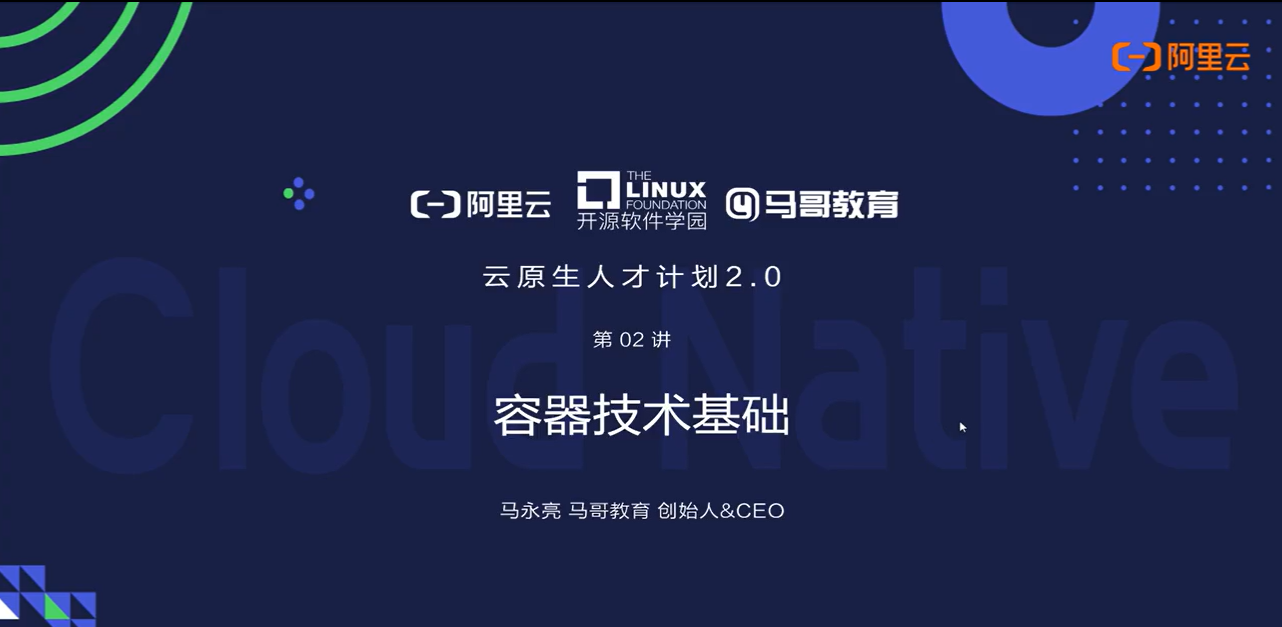 阿里云
阿里云 THE LINUX FOUNDATION 开源软件学园 马哥教育
云原生人才计划2.0
第 02 讲
Cloud Native
容器技术基础
马永亮 马哥教育 创始人&CEO